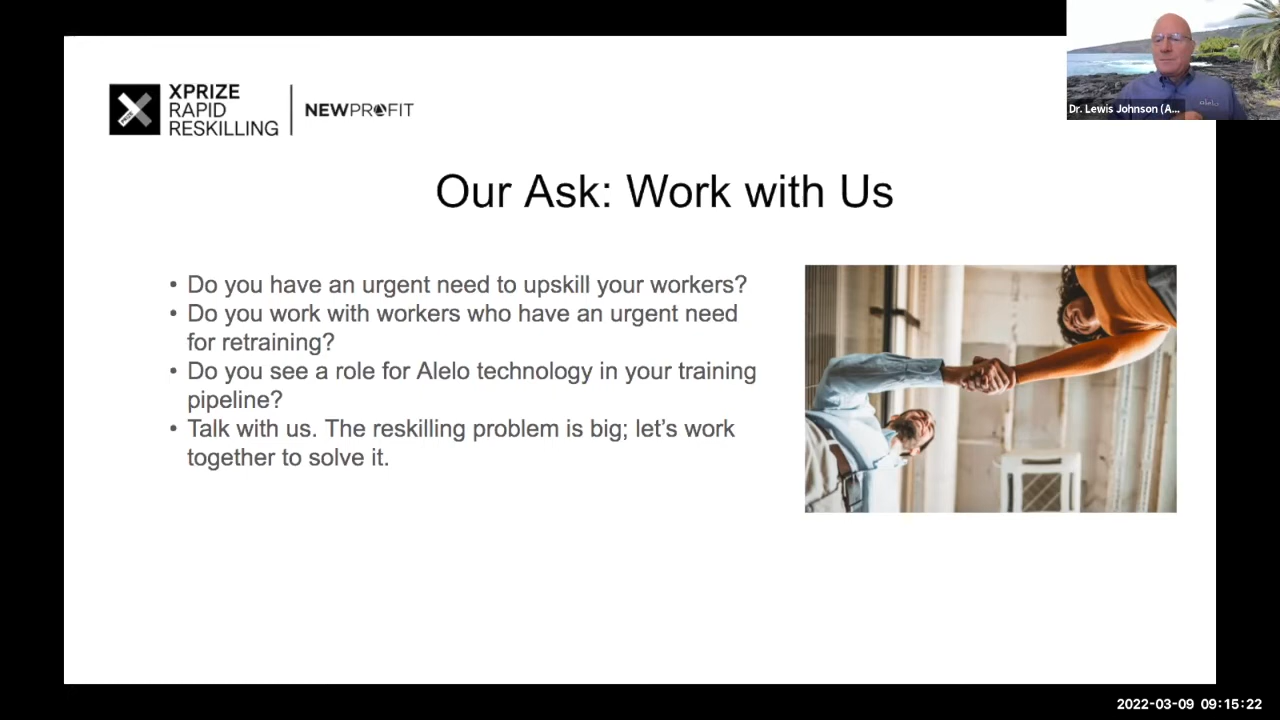 Dr. Lewis Johnson (A...
XPRIZE
RAPID
RESKILLING
NEWPROFIT
Our Ask: Work with Us
• Do you have an urgent need to upskill your workers?
• Do you work with workers who have an urgent need
for retraining?
• Do you see a role for Alelo technology in your training
pipeline?
• Talk with us. The reskilling problem is big; let’s work
together to solve it.
2022-03-09 09:15:22